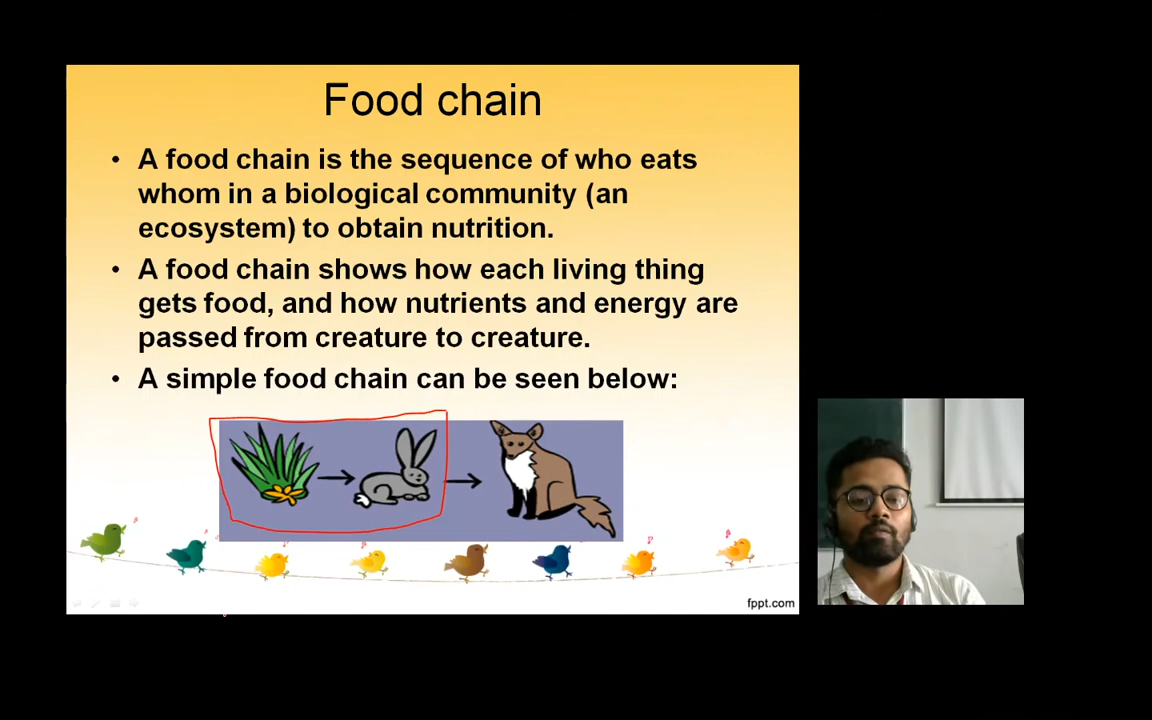 Food chain
• A food chain is the sequence of who eats
whom in a biological community (an
ecosystem) to obtain nutrition.
• A food chain shows how each living thing
gets food, and how nutrients and energy are
passed from creature to creature.
• A simple food chain can be seen below:
fppt.com